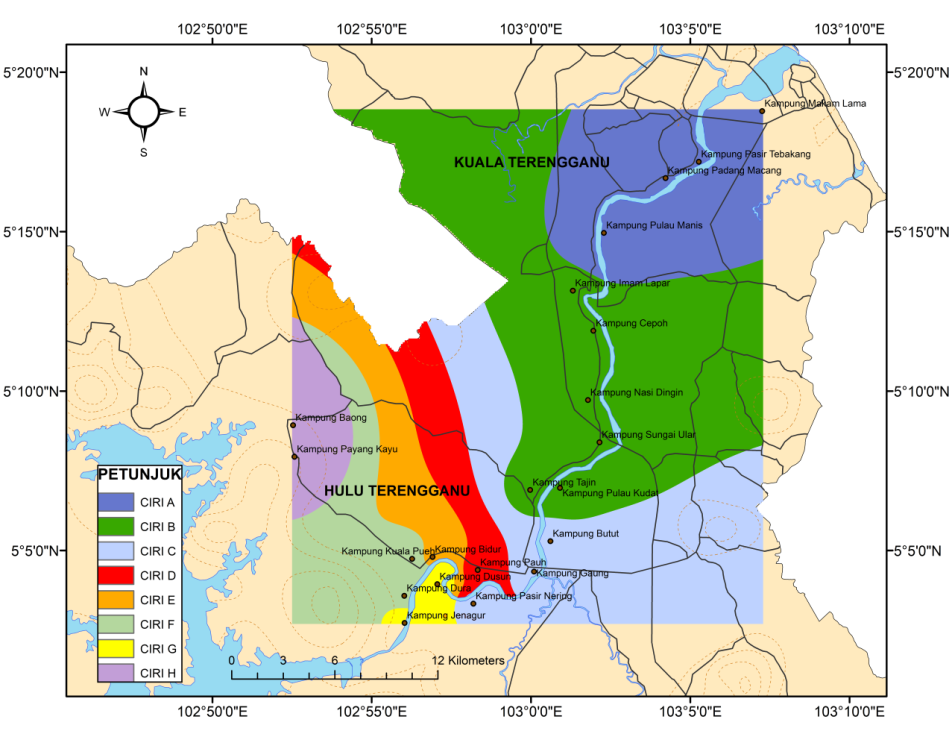 102°50'0"E 102°55'0"E 103°0'0"E 103°5'0"E 103°10'0"E
5°20'0"N 5°20'0"N
N
W E
S
Kampung Makam Lama
KUALA TERENGGANU
Kampung Pasir Tebakang
Kampung Padang Macang
5°15'0"N 5°15'0"N
Kampung Pulau Manis
Kampung Imam Lapar
Kampung Cepoh
5°10'0"N 5°10'0"N
Kampung Nasi Dingin
Kampung Baong
Kampung Sungai Ular
Kampung Payang Kayu
PETUNJUK
CIRI A
CIRI B
CIRI C
CIRI D
CIRI E
CIRI F
CIRI G
CIRI H
HULU TERENGGANU
Kampung Tajin
Kampung Pulau Kudat
Kampung Butut
5°5'0"N 5°5'0"N
Kampung Kuala Pueh
Kampung Bidur
Kampung Pauh
Kampung Gaung
Kampung Dusun
Kampung Dura
Kampung Pasir Nering
Kampung Jenagur
0 3 6 12 Kilometers
102°50'0"E 102°55'0"E 103°0'0"E 103°5'0"E 103°10'0"E